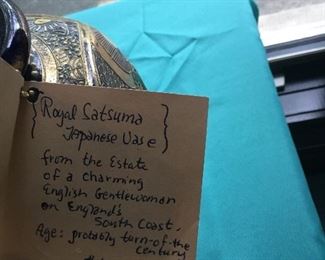 {Royal Satsuma
Japanese Vase}
from the Estate
of a charming
English Gentlewoman
on England's
South Coast.
Age: probably turn-of-the
century